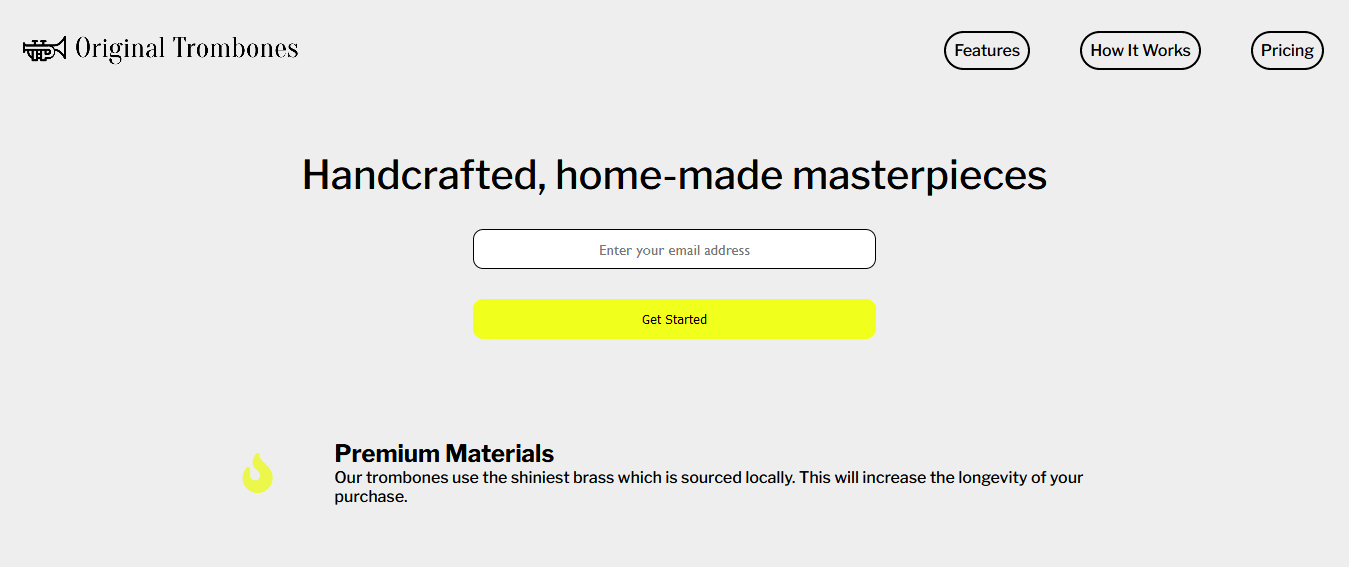 Original Trombones
Features
How It Works
Pricing
Handcrafted, home-made masterpieces
Enter your email address
Get Started
Premium Materials
Our trombones use the shiniest brass which is sourced locally. This will increase the longevity of your
purchase.